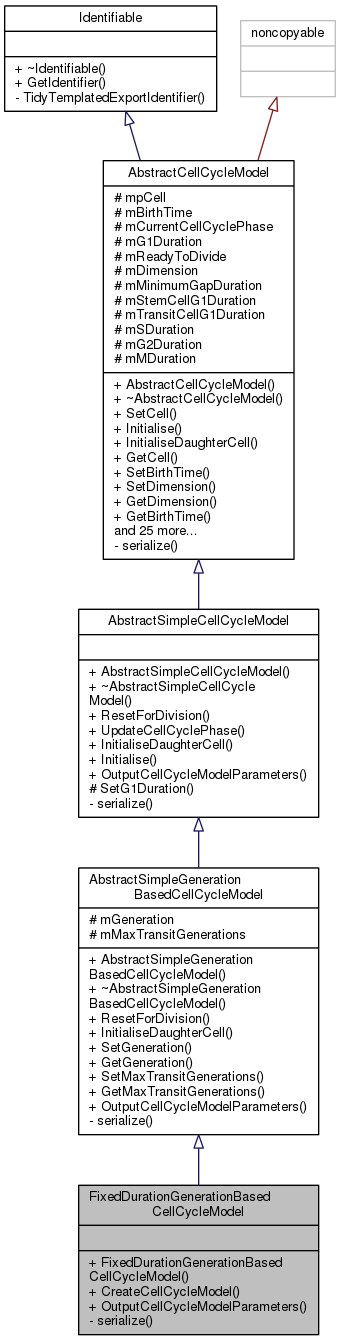 Identifiable
+ ~Identifiable()
+ GetIdentifier()
- TidyTemplatedExportIdentifier()
noncopyable
AbstractCellCycleModel
# mpCell
# mBirthTime
# mCurrentCellCyclePhase
# mG1Duration
# mReadyToDivide
# mDimension
# mMinimumGapDuration
# mStemCellG1Duration
# mTransitCellG1Duration
# mSDuration
# mG2Duration
# mMDuration
+ AbstractCellCycleModel()
+ ~AbstractCellCycleModel()
+ SetCell()
+ Initialise()
+ InitialiseDaughterCell()
+ GetCell()
+ SetBirthTime()
+ SetDimension()
+ GetDimension()
+ GetBirthTime()
and 25 more...
- serialize()
AbstractSimpleCellCycleModel
+ AbstractSimpleCellCycleModel()
+ ~AbstractSimpleCellCycle
Model()
+ ResetForDivision()
+ UpdateCellCyclePhase()
+ InitialiseDaughterCell()
+ Initialise()
+ OutputCellCycleModelParameters()
# SetG1Duration()
- serialize()
AbstractSimpleGeneration
BasedCellCycleModel
# mGeneration
# mMaxTransitGenerations
+ AbstractSimpleGeneration
BasedCellCycleModel()
+ ~AbstractSimpleGeneration
BasedCellCycleModel()
+ ResetForDivision()
+ InitialiseDaughterCell()
+ SetGeneration()
+ GetGeneration()
+ SetMaxTransitGenerations()
+ GetMaxTransitGenerations()
+ OutputCellCycleModelParameters()
- serialize()
FixedDurationGenerationBased
CellCycleModel
+ FixedDurationGenerationBased
CellCycleModel()
+ CreateCellCycleModel()
+ OutputCellCycleModelParameters()
- serialize()